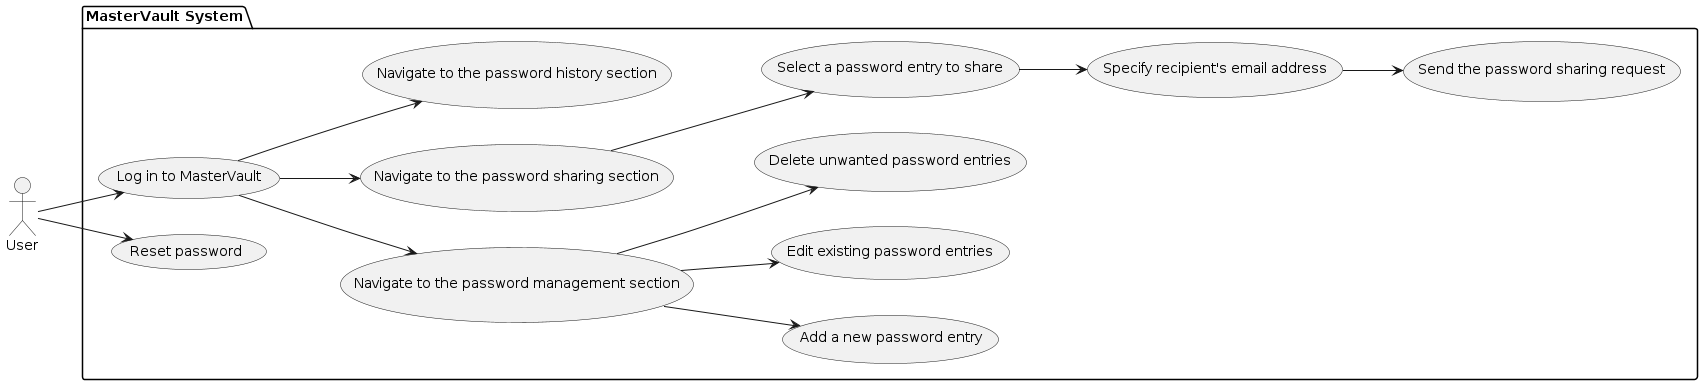 MasterVault System
Navigate to the password history section
Select a password entry to share
Specify recipient's email address
Send the password sharing request
Delete unwanted password entries
Log in to MasterVault
Navigate to the password sharing section
User
Reset password
Edit existing password entries
Navigate to the password management section
Add a new password entry